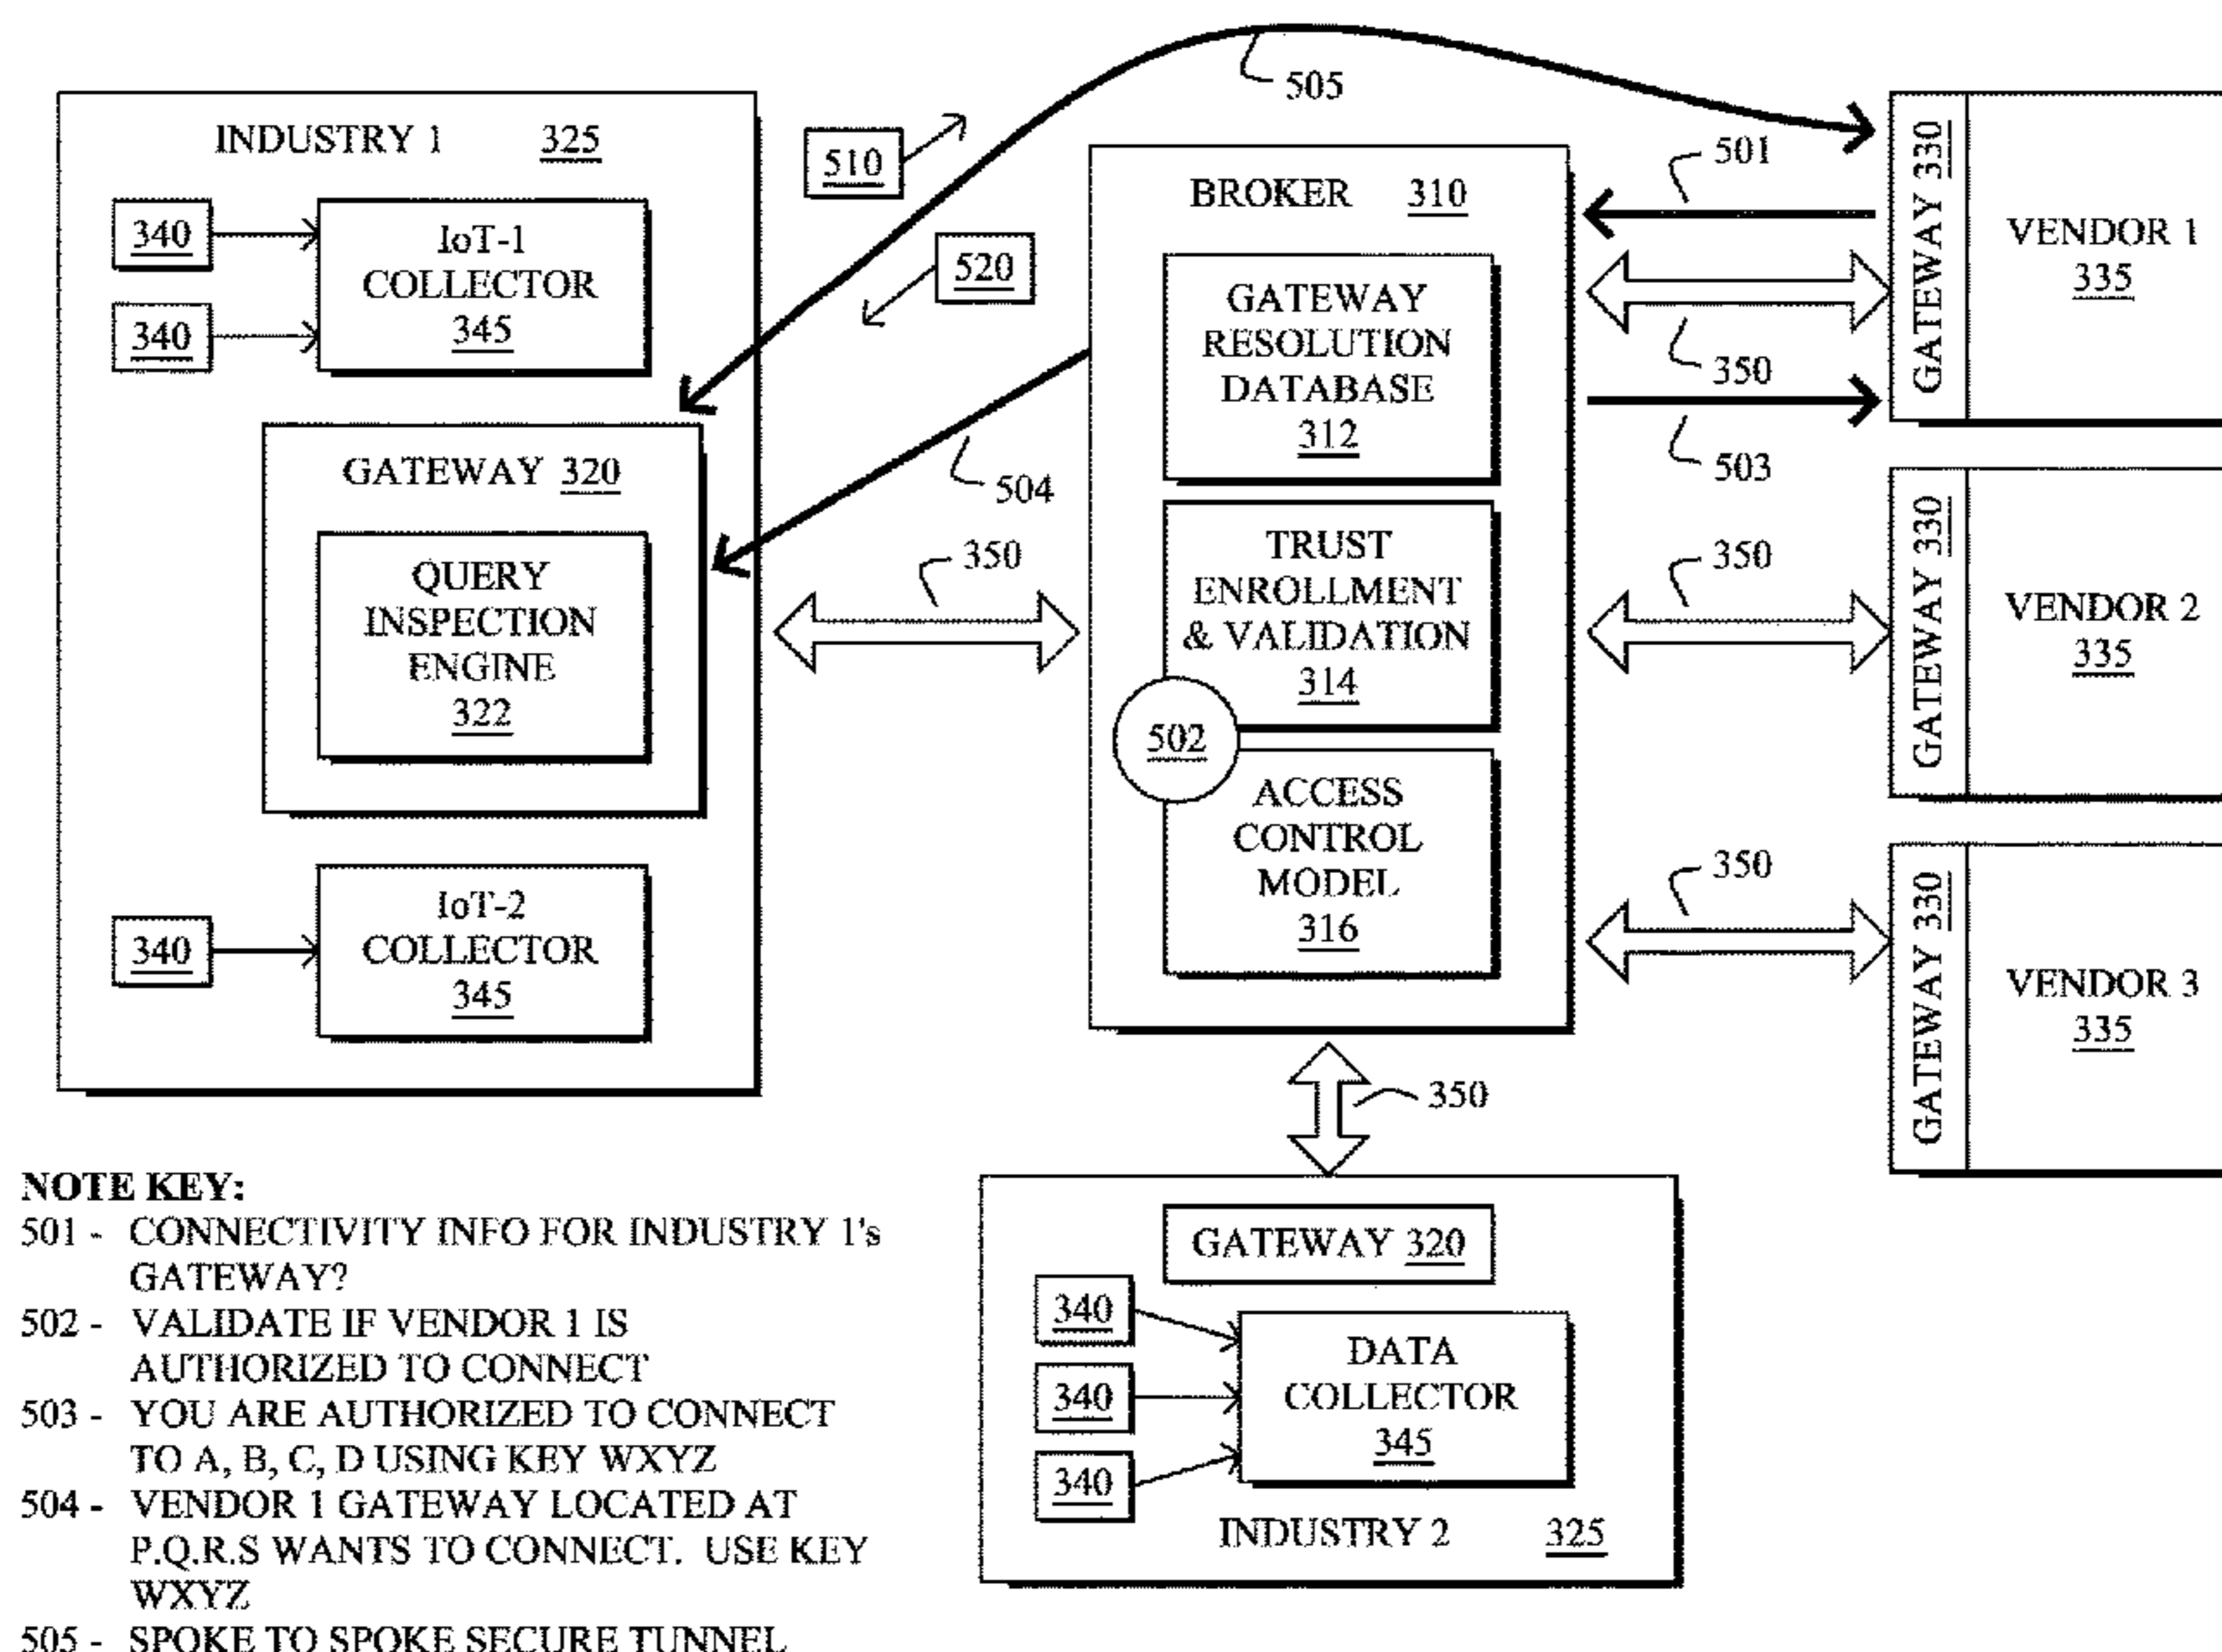 505
INDUSTRY 1 325
510
501
GATEWAY 330
VENDOR 1
335
BROKER 310
340
IoT-1
COLLECTOR
345
340
520
GATEWAY
RESOLUTION
DATABASE
312
350
503
GATEWAY 320
504
QUERY
INSPECTION
ENGINE
322
350
TRUST
ENROLLMENT
& VALIDATION
314
350
GATEWAY 330
VENDOR 2
335
502
ACCESS
CONTROL
MODEL
316
350
GATEWAY 330
VENDOR 3
335
340
IoT-2
COLLECTOR
345
350
NOTE KEY:
501 - CONNECTIVITY INFO FOR INDUSTRY 1's
GATEWAY?
502 - VALIDATE IF VENDOR 1 IS
AUTHORIZED TO CONNECT
503 - YOU ARE AUTHORIZED TO CONNECT
TO A, B, C, D USING KEY WXYZ
504 - VENDOR 1 GATEWAY LOCATED AT
P.Q.R.S WANTS TO CONNECT. USE KEY
WXYZ
505 - SPOKE TO SPOKE SECURE TUNNEL
GATEWAY 320
340
340
340
DATA
COLLECTOR
345
INDUSTRY 2 325